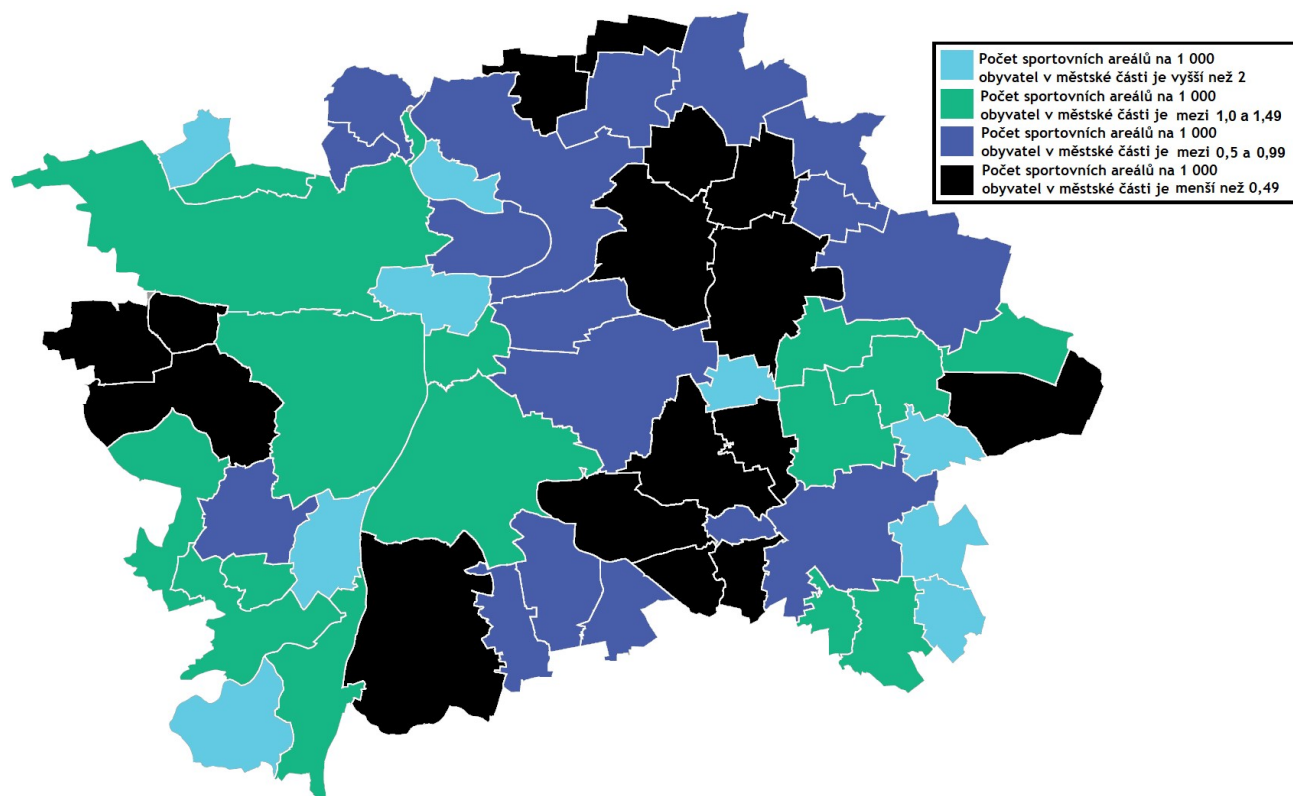 Počet sportovních areálů na 1 000
obyvatel v městské části je vyšší než 2
Počet sportovních areálů na 1 000
obyvatel v městské části je mezi 1,0 a 1,49
Počet sportovních areálů na 1 000
obyvatel v městské části je mezi 0,5 a 0,99
Počet sportovních areálů na 1 000
obyvatel v městské části je menší než 0,49